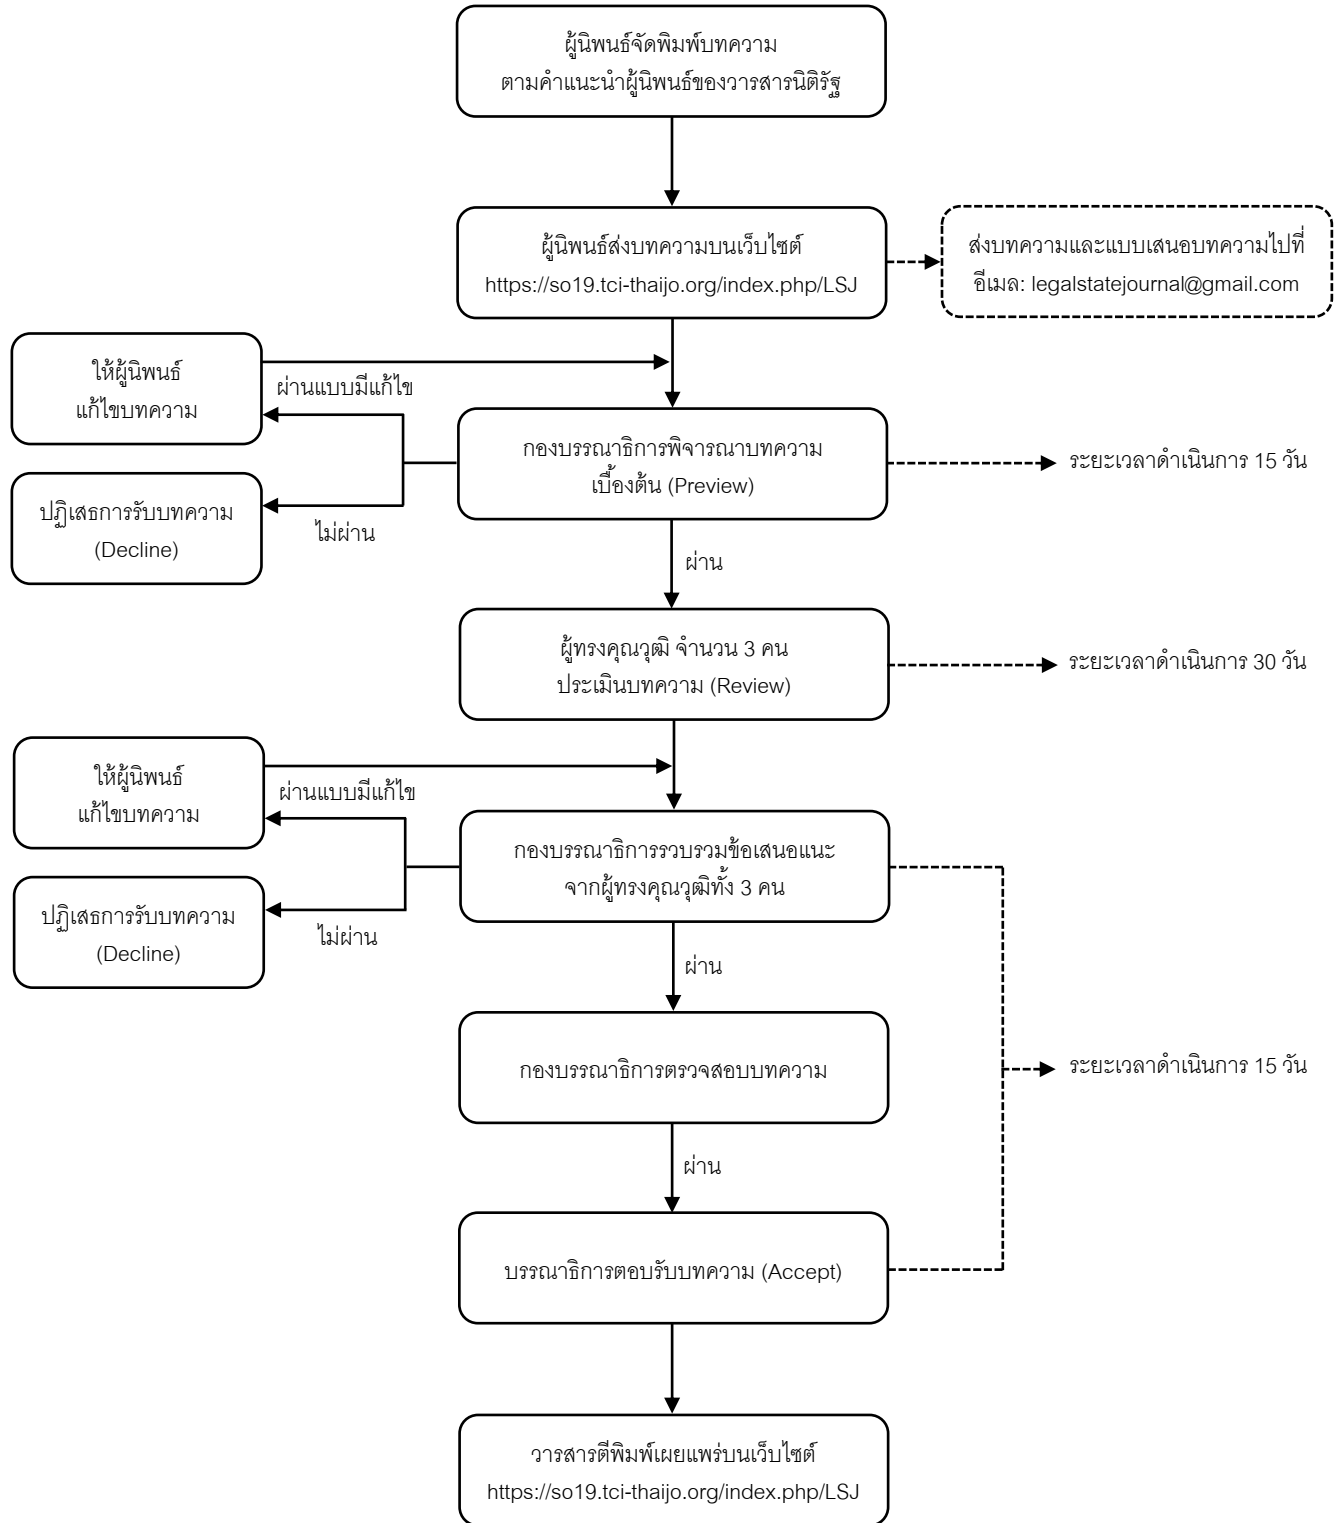 ผู้นิพนธ์จัดพิมพ์บทความ
ตามคำแนะนำผู้นิพนธ์ของวารสารนิติรัฐ
ผู้นิพนธ์ส่งบทความบนเว็บไซต์
https://so19.tci-thaijo.org/index.php/LSJ
ส่งบทความและแบบเสนอบทความไปที่
อีเมล: legalstatejournal@gmail.com
ให้ผู้นิพนธ์
แก้ไขบทความ
ผ่านแบบมีแก้ไข
กองบรรณาธิการพิจารณาบทความ
เบื้องต้น (Preview)
ระยะเวลาดำเนินการ 15 วัน
ปฏิเสธการรับบทความ
(Decline)
ไม่ผ่าน
ผ่าน
ผู้ทรงคุณวุฒิ จำนวน 3 คน
ประเมินบทความ (Review)
ระยะเวลาดำเนินการ 30 วัน
ให้ผู้นิพนธ์
แก้ไขบทความ
ผ่านแบบมีแก้ไข
กองบรรณาธิการรวบรวมข้อเสนอแนะ
จากผู้ทรงคุณวุฒิทั้ง 3 คน
ปฏิเสธการรับบทความ
(Decline)
ไม่ผ่าน
ผ่าน
กองบรรณาธิการตรวจสอบบทความ
ระยะเวลาดำเนินการ 15 วัน
ผ่าน
บรรณาธิการตอบรับบทความ (Accept)
วารสารตีพิมพ์เผยแพร่บนเว็บไซต์
https://so19.tci-thaijo.org/index.php/LSJ